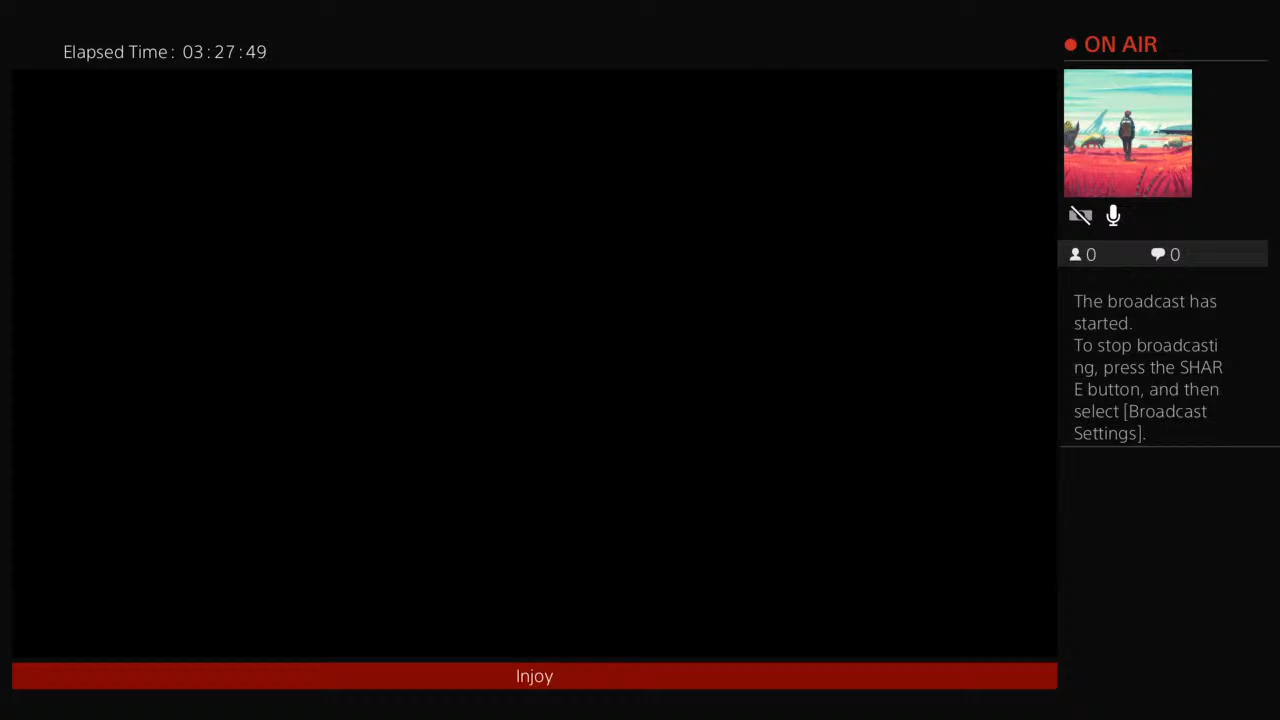 Elapsed Time: 03:27:49
ON AIR
0 0
The broadcast has
started.
To stop broadcasti
ng, press the SHAR
E button, and then
select [Broadcast
Settings].
Injoy